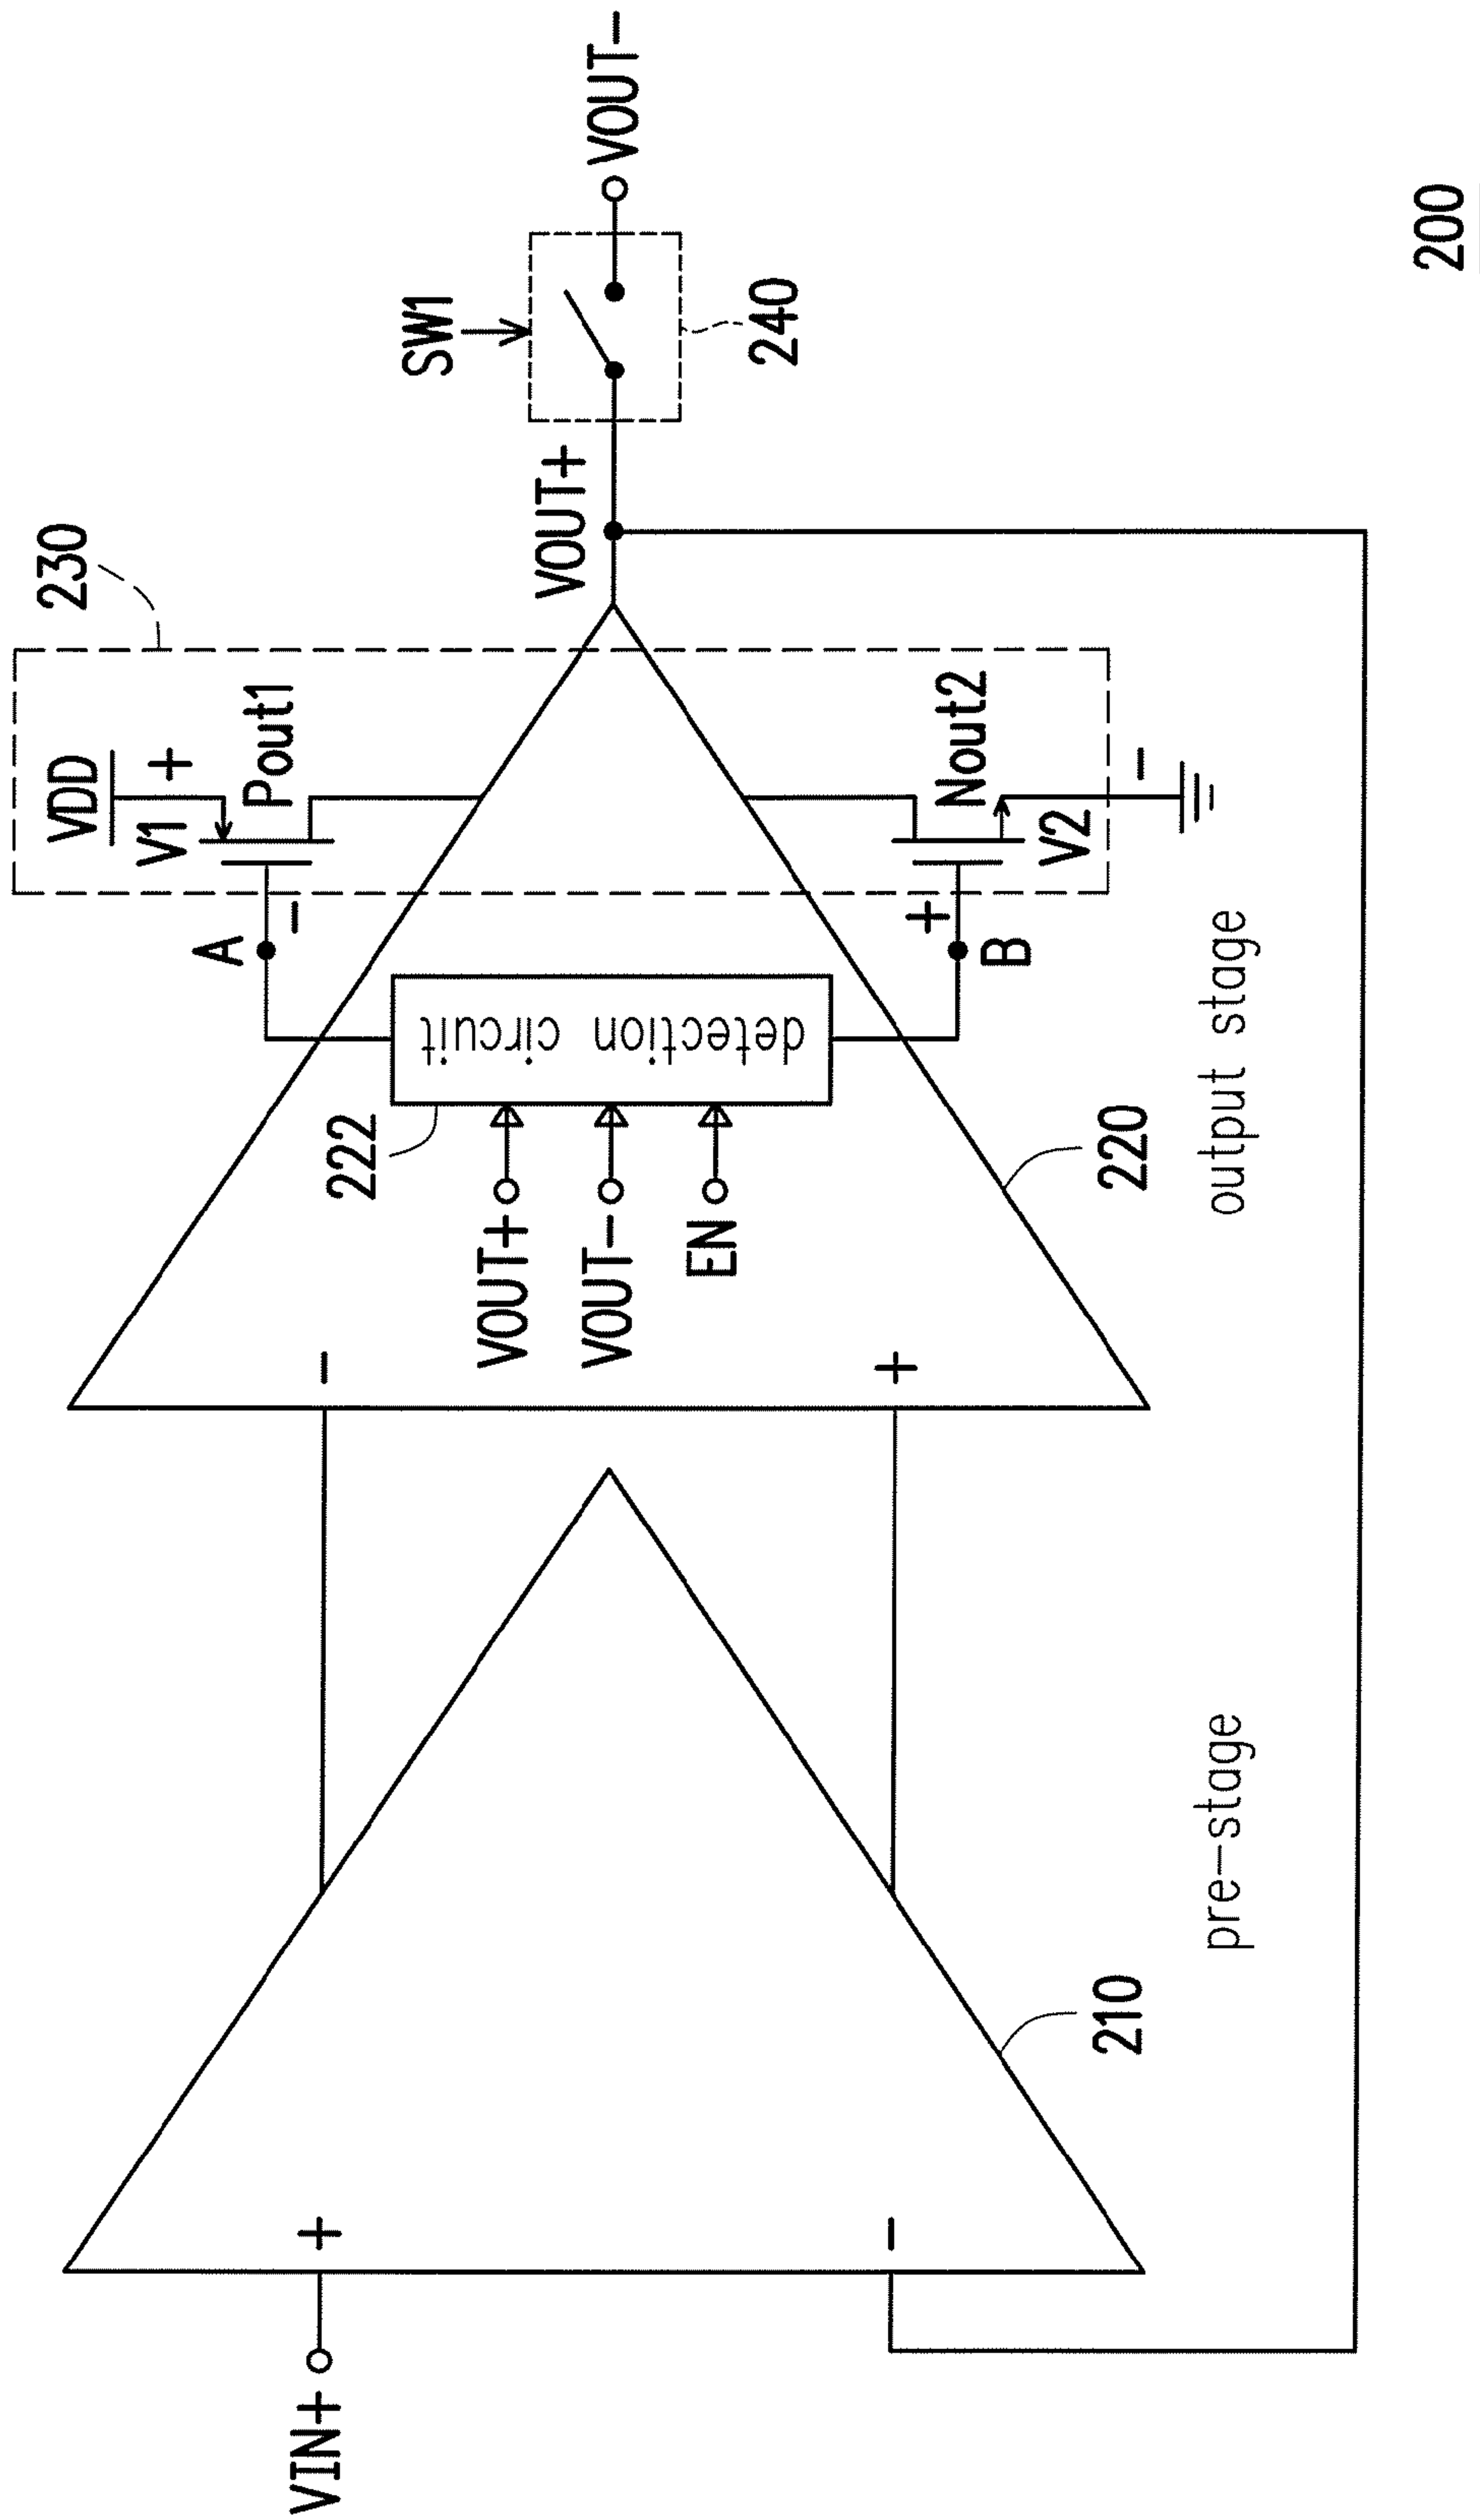 VIN+
+
-
210
pre-stage
-
+
220
output stage
VOUT+
VOUT-
EN
222
detection circuit
A
-
B
+
VDD
V1
+
Pout1
Nout2
V2
-
230
VOUT+
SW1
240
VOUT-
200